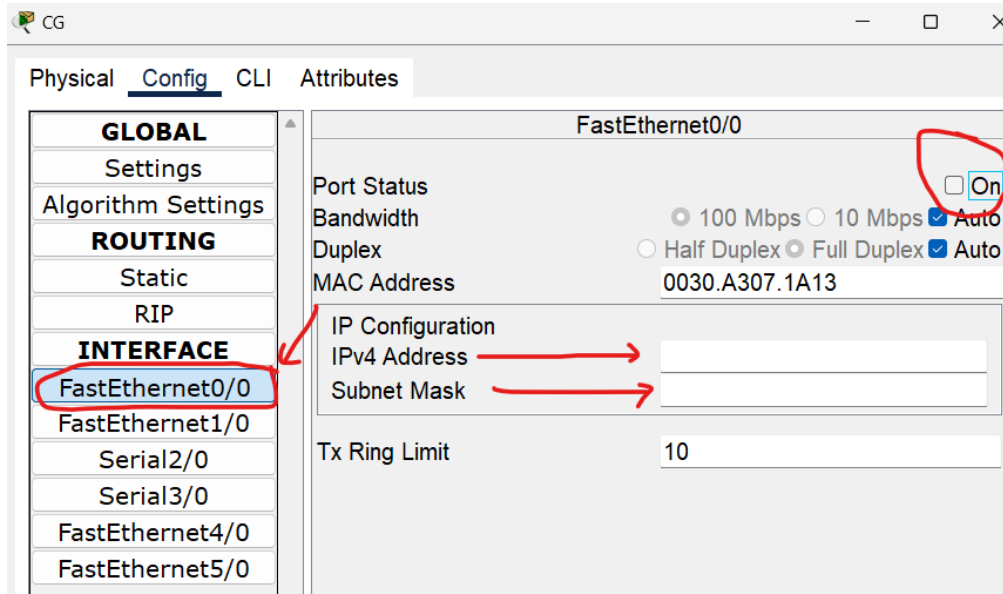 CG
Physical Config CLI Attributes
GLOBAL
Settings
Algorithm Settings
ROUTING
Static
RIP
INTERFACE
FastEthernet0/0
FastEthernet1/0
Serial2/0
Serial3/0
FastEthernet4/0
FastEthernet5/0
FastEthernet0/0
Port Status On
Bandwidth 100 Mbps 10 Mbps Auto
Duplex Half Duplex Full Duplex Auto
MAC Address 0030.A307.1A13
IP Configuration
IPv4 Address
Subnet Mask
Tx Ring Limit 10